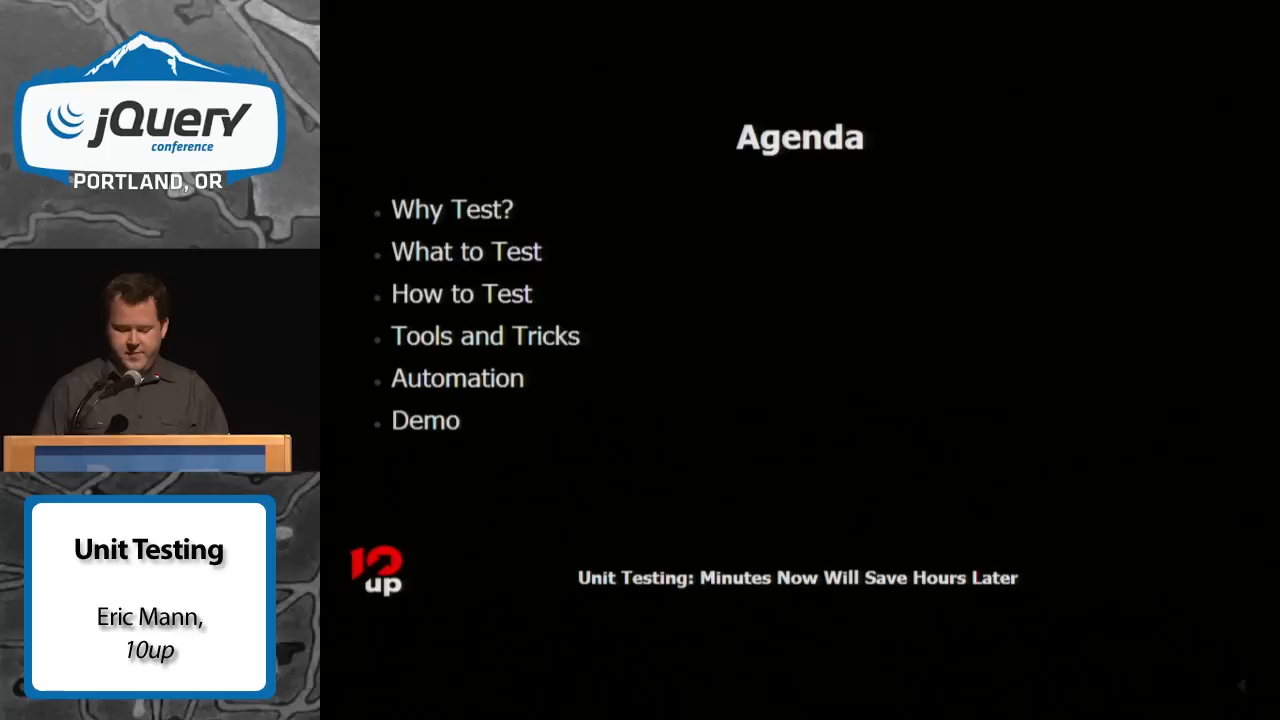 jQuery
conference
PORTLAND, OR
Agenda
Why Test?
What to Test
How to Test
Tools and Tricks
Automation
Demo
10
up
Unit Testing: Minutes Now Will Save Hours Later
Unit Testing
Eric Mann,
10up